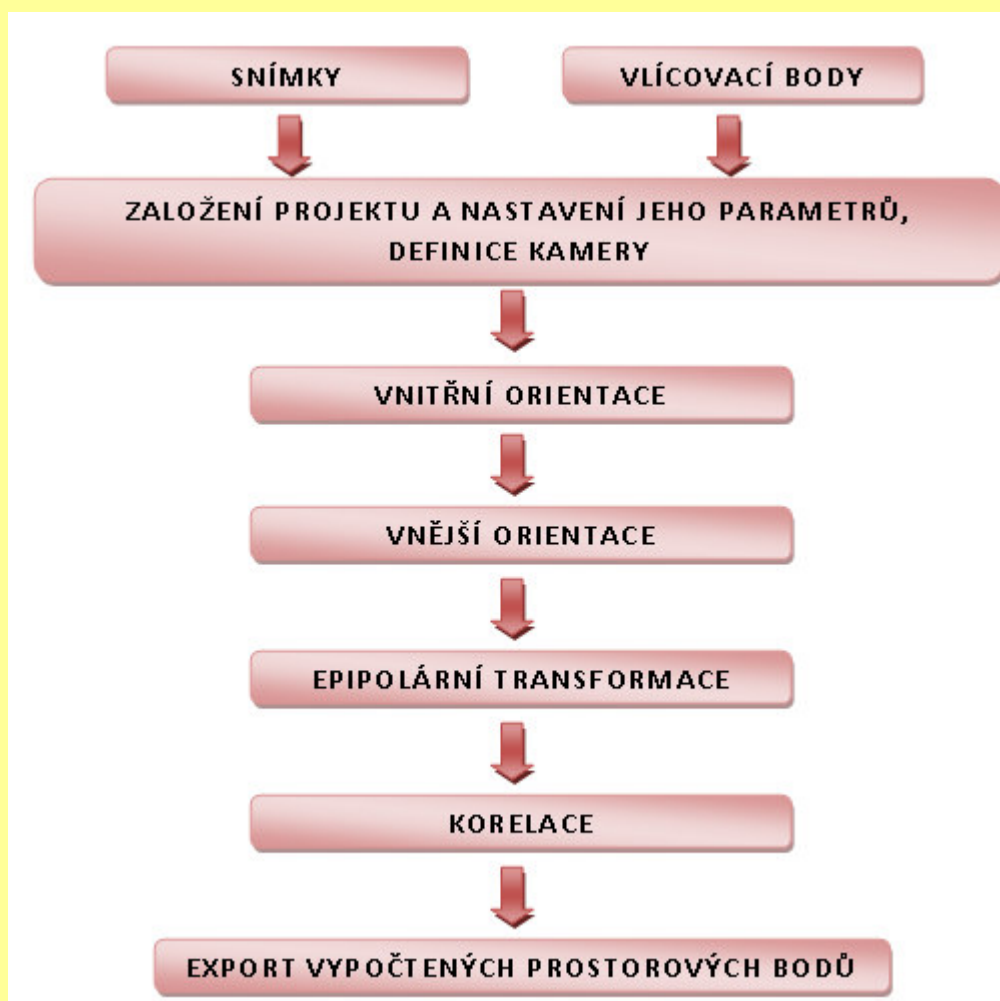 SNÍMKY
VLÍCOVACÍ BODY
ZALOŽENÍ PROJEKTU A NASTAVENÍ JEHO PARAMETRŮ,
DEFINICE KAMERY
VNITŘNÍ ORIENTACE
VNĚJŠÍ ORIENTACE
EPIPOLÁRNÍ TRANSFORMACE
KORELACE
EXPORT VYPOČTENÝCH PROSTOROVÝCH BODŮ